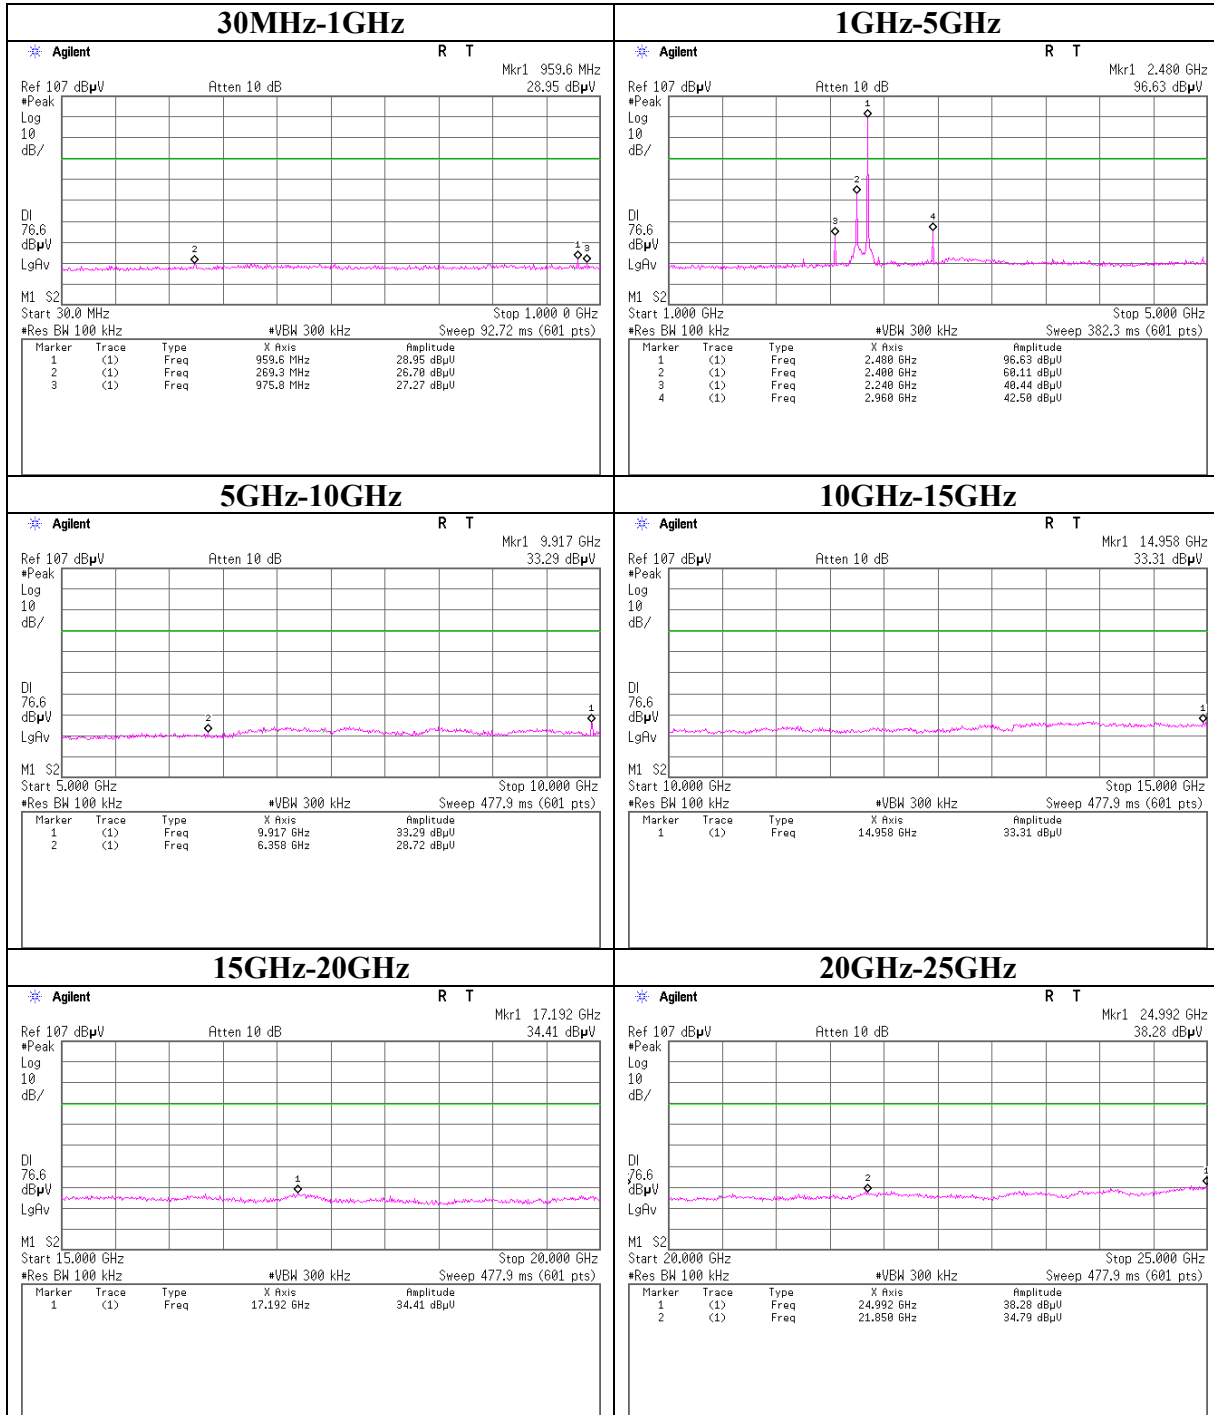 30MHz-1GHz
Agilent R T
Mkr1 959.6 MHz
Ref 107 dBµV Atten 10 dB 28.95 dBµV
#Peak
Log
10
dB/
DI
76.6
dBµV
LgAv
M1 S2
Start 30.0 MHz Stop 1.000 0 GHz
#Res BW 100 kHz #VBW 300 kHz Sweep 92.72 ms (601 pts)
Marker Trace Type X Axis Amplitude
1 (1) Freq 959.6 MHz 28.95 dBµV
2 (1) Freq 269.3 MHz 26.70 dBµV
3 (1) Freq 975.8 MHz 27.27 dBµV
1GHz-5GHz
Agilent R T
Mkr1 2.480 GHz
Ref 107 dBµV Atten 10 dB 96.63 dBµV
#Peak
Log
10
dB/
DI
76.6
dBµV
LgAv
M1 S2
Start 1.000 GHz Stop 5.000 GHz
#Res BW 100 kHz #VBW 300 kHz Sweep 382.3 ms (601 pts)
Marker Trace Type X Axis Amplitude
1 (1) Freq 2.480 GHz 96.63 dBµV
2 (1) Freq 2.400 GHz 60.11 dBµV
3 (1) Freq 2.240 GHz 40.44 dBµV
4 (1) Freq 2.960 GHz 42.50 dBµV
5GHz-10GHz
Agilent R T
Mkr1 9.917 GHz
Ref 107 dBµV Atten 10 dB 33.29 dBµV
#Peak
Log
10
dB/
DI
76.6
dBµV
LgAv
M1 S2
Start 5.000 GHz Stop 10.000 GHz
#Res BW 100 kHz #VBW 300 kHz Sweep 477.9 ms (601 pts)
Marker Trace Type X Axis Amplitude
1 (1) Freq 9.917 GHz 33.29 dBµV
2 (1) Freq 6.358 GHz 28.72 dBµV
10GHz-15GHz
Agilent R T
Mkr1 14.958 GHz
Ref 107 dBµV Atten 10 dB 33.31 dBµV
#Peak
Log
10
dB/
DI
76.6
dBµV
LgAv
M1 S2
Start 10.000 GHz Stop 15.000 GHz
#Res BW 100 kHz #VBW 300 kHz Sweep 477.9 ms (601 pts)
Marker Trace Type X Axis Amplitude
1 (1) Freq 14.958 GHz 33.31 dBµV
15GHz-20GHz
Agilent R T
Mkr1 17.192 GHz
Ref 107 dBµV Atten 10 dB 34.41 dBµV
#Peak
Log
10
dB/
DI
76.6
dBµV
LgAv
M1 S2
Start 15.000 GHz Stop 20.000 GHz
#Res BW 100 kHz #VBW 300 kHz Sweep 477.9 ms (601 pts)
Marker Trace Type X Axis Amplitude
1 (1) Freq 17.192 GHz 34.41 dBµV
20GHz-25GHz
Agilent R T
Mkr1 24.992 GHz
Ref 107 dBµV Atten 10 dB 38.28 dBµV
#Peak
Log
10
dB/
DI
76.6
dBµV
LgAv
M1 S2
Start 20.000 GHz Stop 25.000 GHz
#Res BW 100 kHz #VBW 300 kHz Sweep 477.9 ms (601 pts)
Marker Trace Type X Axis Amplitude
1 (1) Freq 24.992 GHz 38.28 dBµV
2 (1) Freq 21.850 GHz 34.79 dBµV